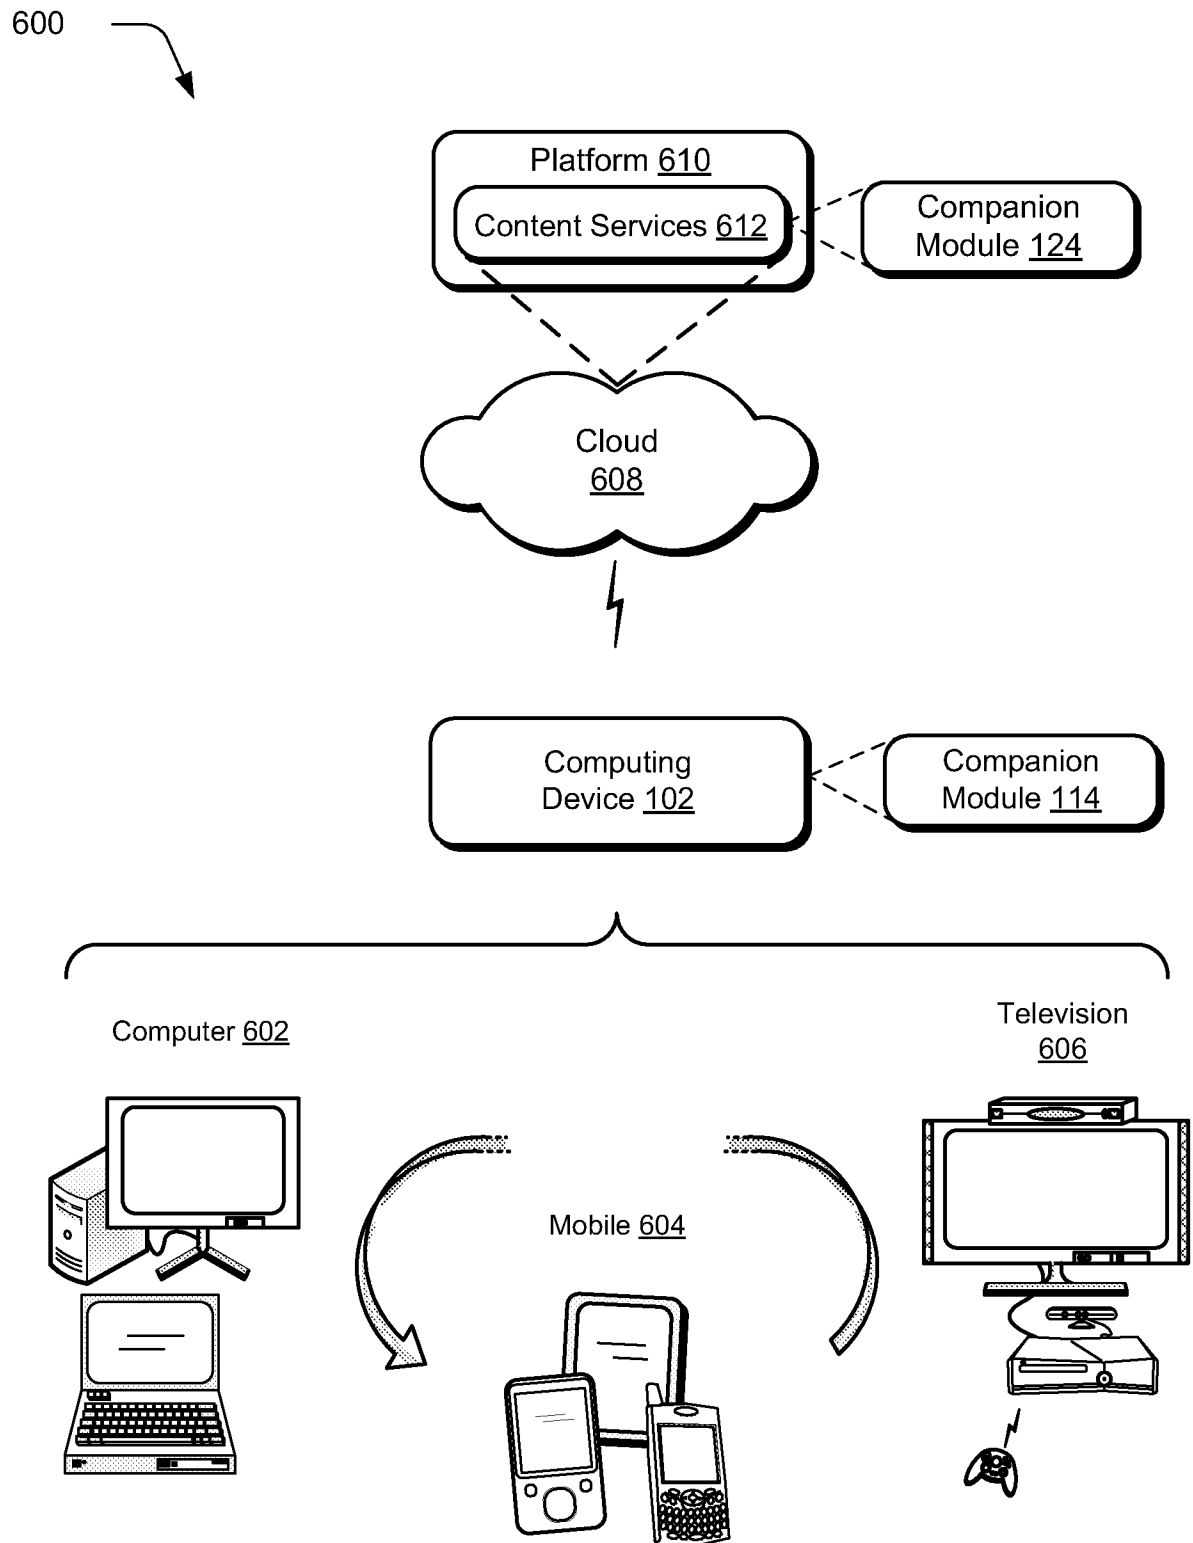 600
Platform 610
Content Services 612
Companion
Module 124
Cloud
608
Computing
Device 102
Companion
Module 114
Computer 602
Television
606
Mobile 604